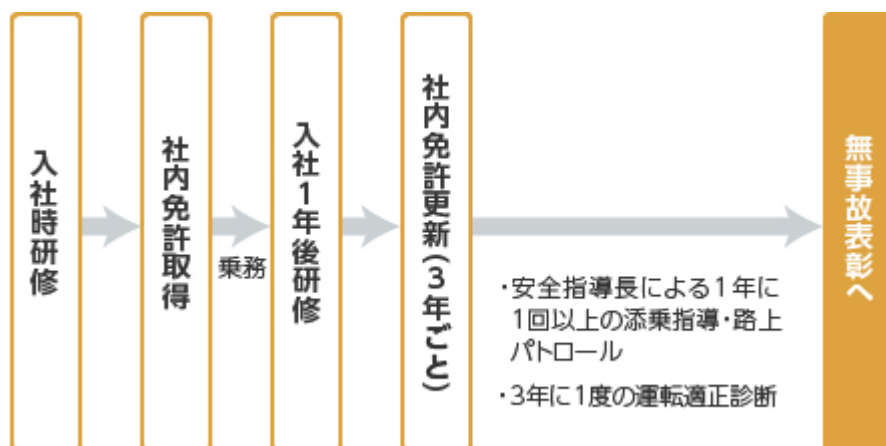 入社時研修
社内免許取得
乗務
入社1年後研修
社内免許更新(3年ごと)
・安全指導長による1年に
1回以上の添乗指導・路上
パトロール
・3年に1度の運転適正診断
無事故表彰へ